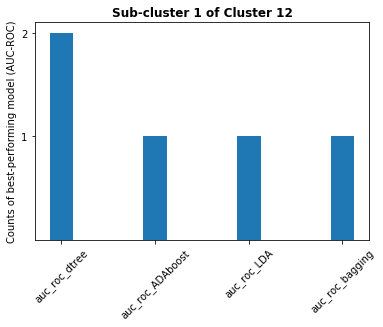 Sub-cluster 1 of Cluster 12
Counts of best-performing model (AUC-ROC)
2
1
auc_roc_dtree
auc_roc_ADAboost
auc_roc_LDA
auc_roc_bagging